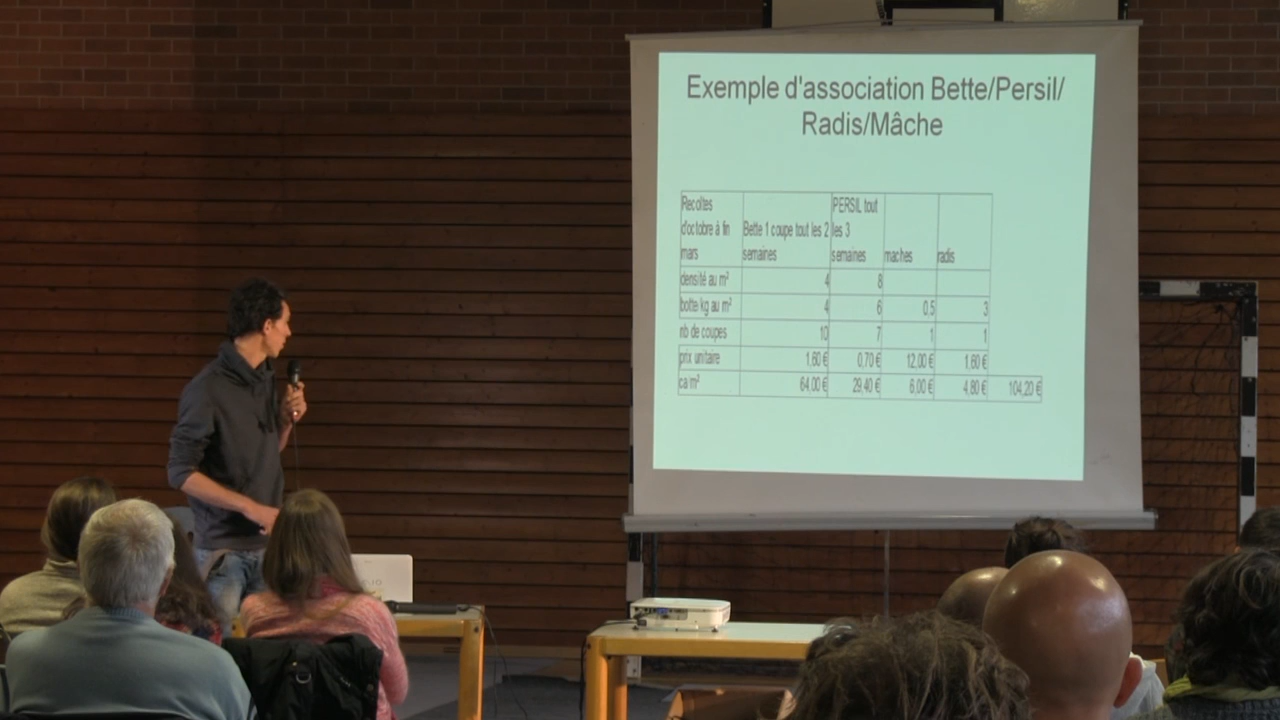 Exemple d'association Bette/Persil/
Radis/Mâche
Recoltes
d'octobre à fin
mars
Bette 1 coupe tout les 2
semaines
PERSIL tout
les 3
semaines
maches
radis
densité au m² 4 8
botte kg au m² 4 6 0,5 3
nb de coupes 10 7 1 1
prix unitaire 1,60 € 0,70 € 12,00 € 1,60 €
ca/m² 64,00 € 29,40 € 6,00 € 4,80 € 104,20 €